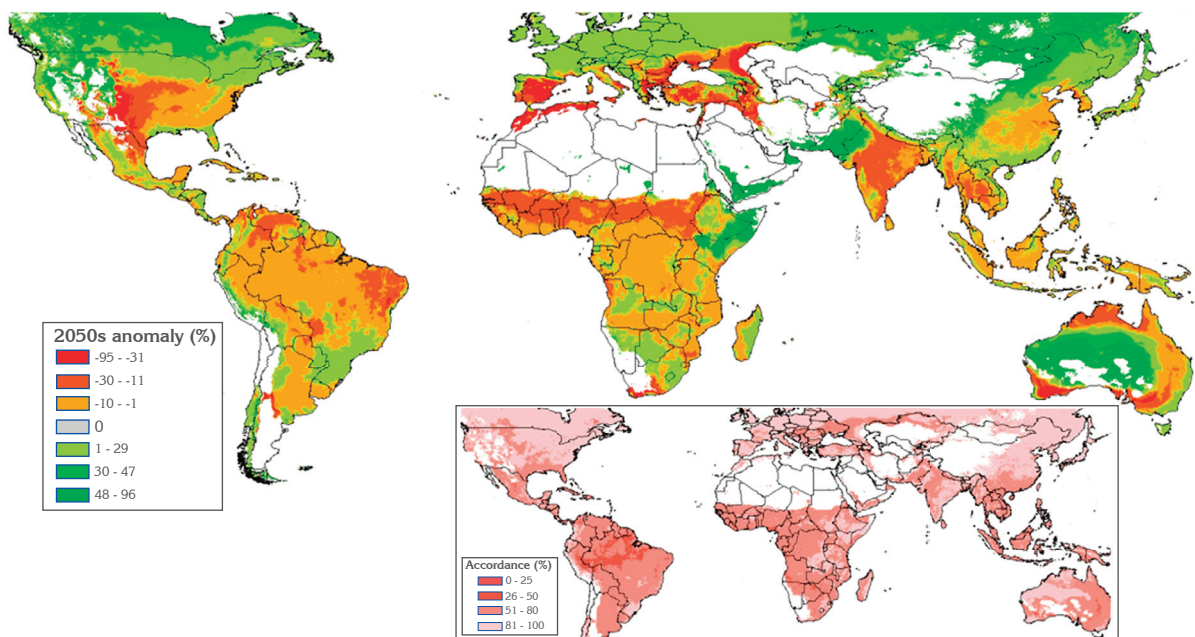 2050s anomaly (%)
-95 - -31
-30 - -11
-10 - -1
0
1 - 29
30 - 47
48 - 96
Accordance (%)
0 - 25
26 - 50
51 - 80
81 - 100